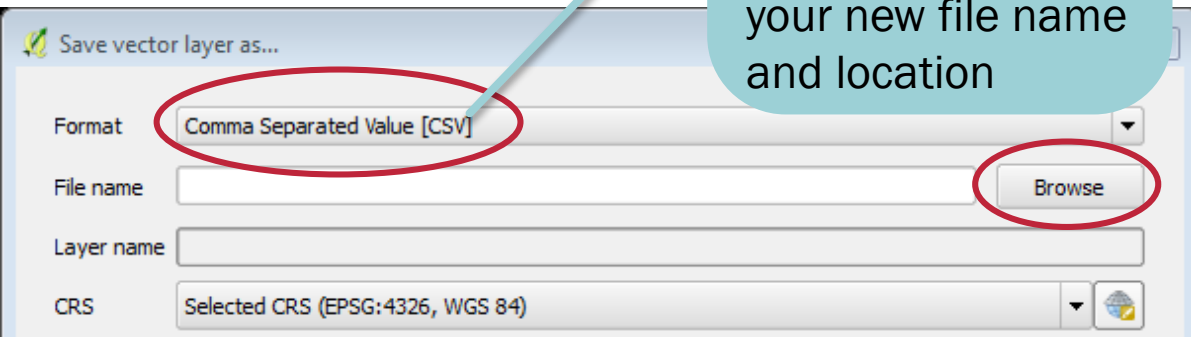 your new file name
and location
Save vector layer as...
Format Comma Separated Value [CSV]
File name Browse
Layer name
CRS Selected CRS (EPSG:4326, WGS 84)